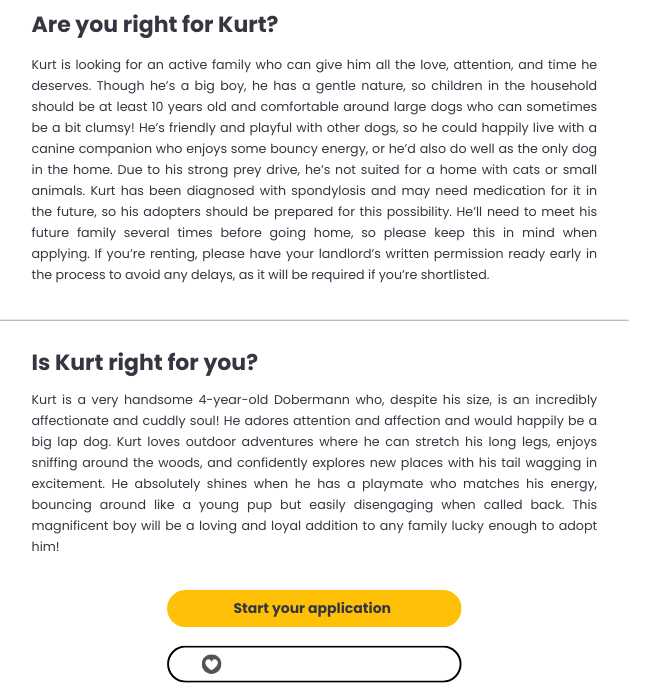 Are you right for Kurt?
Kurt is looking for an active family who can give him all the love, attention, and time he
deserves. Though he’s a big boy, he has a gentle nature, so children in the household
should be at least 10 years old and comfortable around large dogs who can sometimes
be a bit clumsy! He’s friendly and playful with other dogs, so he could happily live with a
canine companion who enjoys some bouncy energy, or he’d also do well as the only dog
in the home. Due to his strong prey drive, he’s not suited for a home with cats or small
animals. Kurt has been diagnosed with spondylosis and may need medication for it in
the future, so his adopters should be prepared for this possibility. He’ll need to meet his
future family several times before going home, so please keep this in mind when
applying. If you’re renting, please have your landlord’s written permission ready early in
the process to avoid any delays, as it will be required if you’re shortlisted.
Is Kurt right for you?
Kurt is a very handsome 4-year-old Dobermann who, despite his size, is an incredibly
affectionate and cuddly soul! He adores attention and affection and would happily be a
big lap dog. Kurt loves outdoor adventures where he can stretch his long legs, enjoys
sniffing around the woods, and confidently explores new places with his tail wagging in
excitement. He absolutely shines when he has a playmate who matches his energy,
bouncing around like a young pup but easily disengaging when called back. This
magnificent boy will be a loving and loyal addition to any family lucky enough to adopt
him!
Start your application